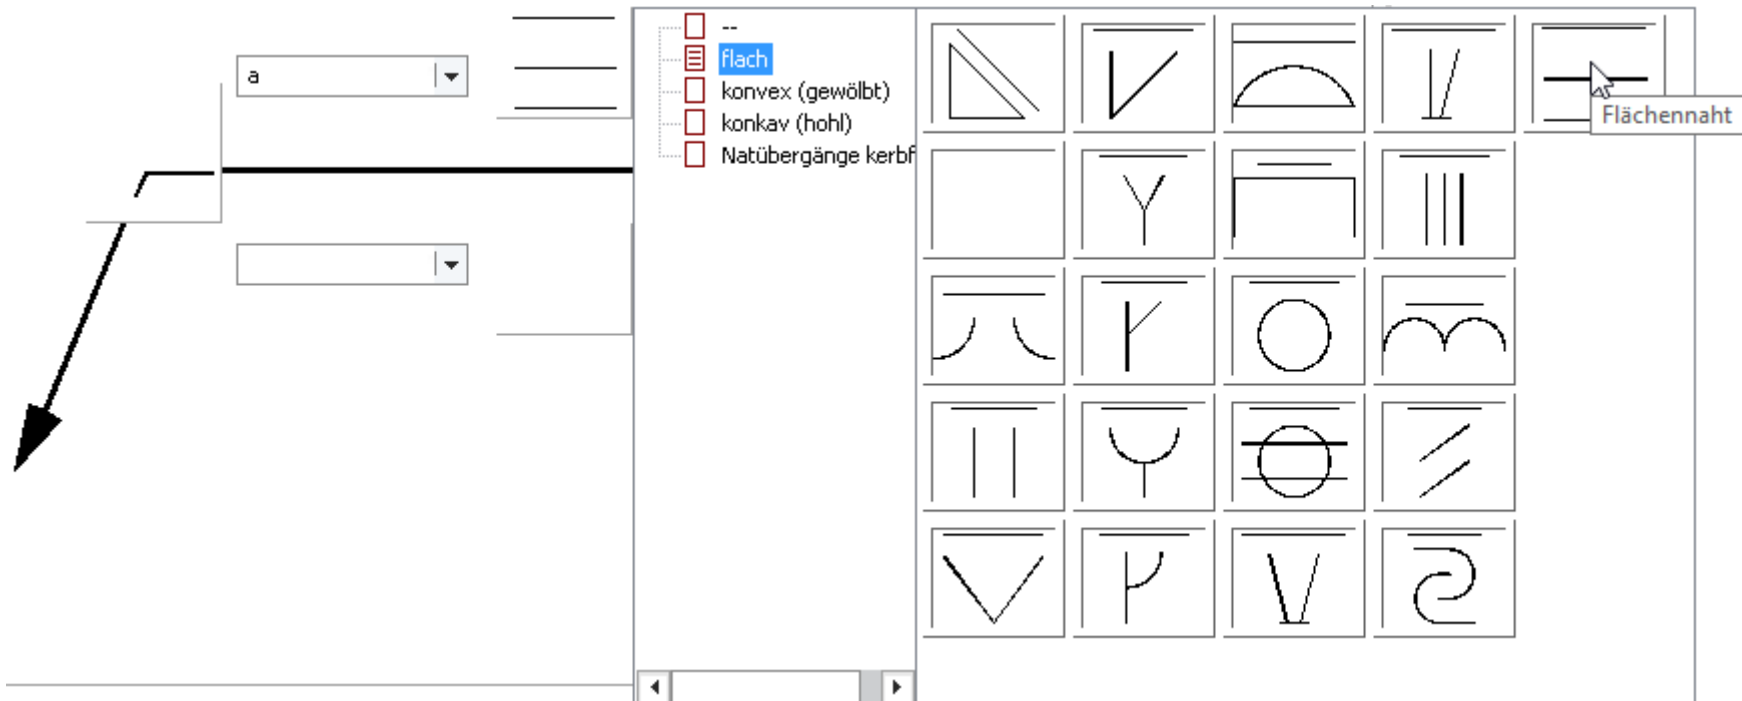 a
--
flach
konvex (gewölbt)
konkav (hohl)
Natübergänge kerbf
Flächennaht